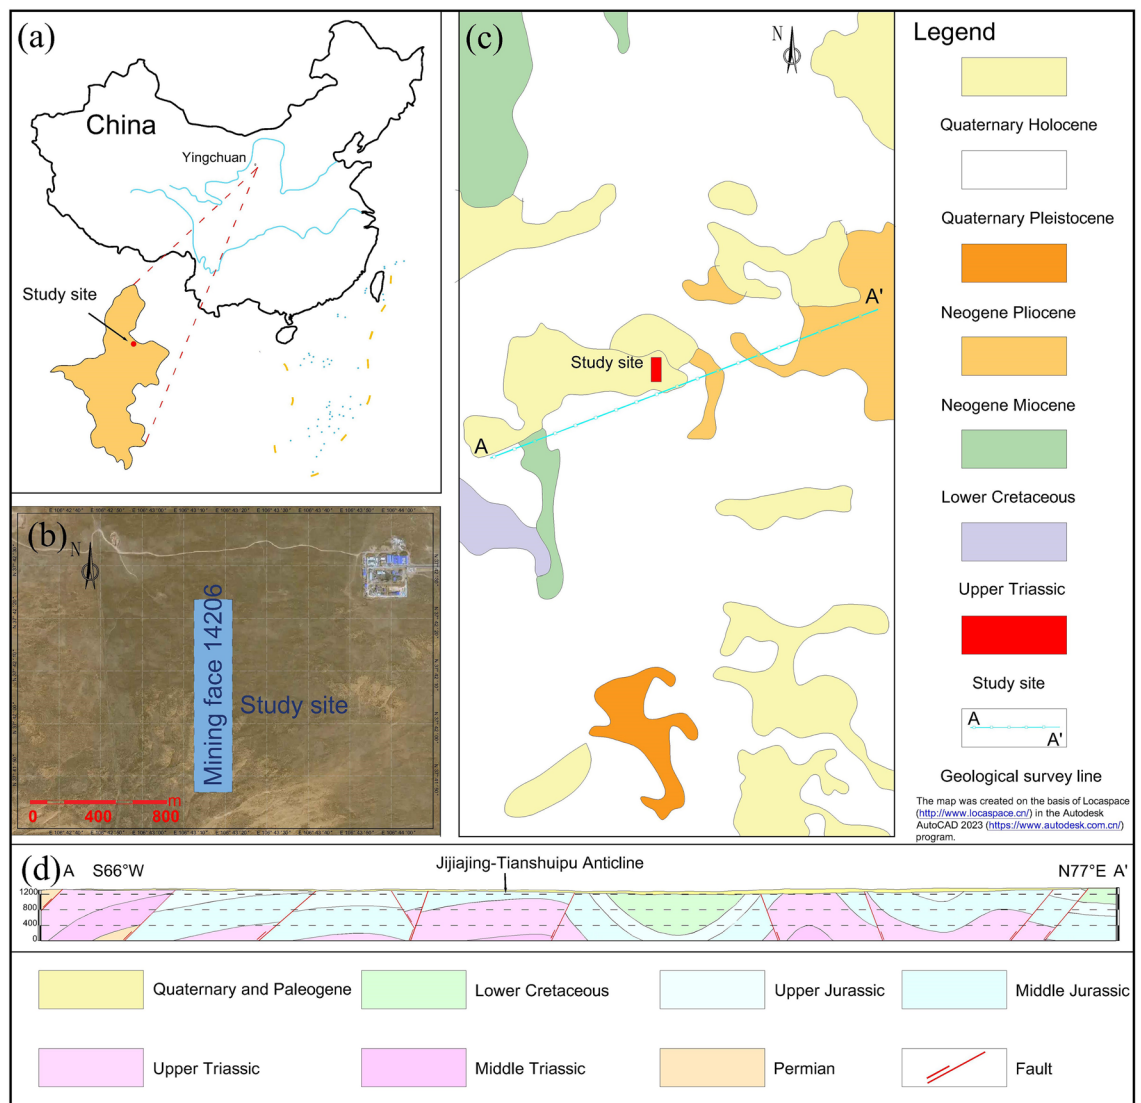 (a)
China
Yingchuan
Study site
(b)
N
Mining face 14206
Study site
0 400 800 m
(c)
N
A'
Study site
A
Legend
Quaternary Holocene
Quaternary Pleistocene
Neogene Pliocene
Neogene Miocene
Lower Cretaceous
Upper Triassic
Study site
A
A'
Geological survey line
The map was created on the basis of Locaspace
(http://www.locaspace.cn/) in the Autodesk
AutoCAD 2023 (https://www.autodesk.com.cn/)
program.
(d)
A S66°W
Jijiajing-Tianshuipu Anticline
N77°E A'
1200
800
400
0
Quaternary and Paleogene
Lower Cretaceous
Upper Jurassic
Middle Jurassic
Upper Triassic
Middle Triassic
Permian
Fault